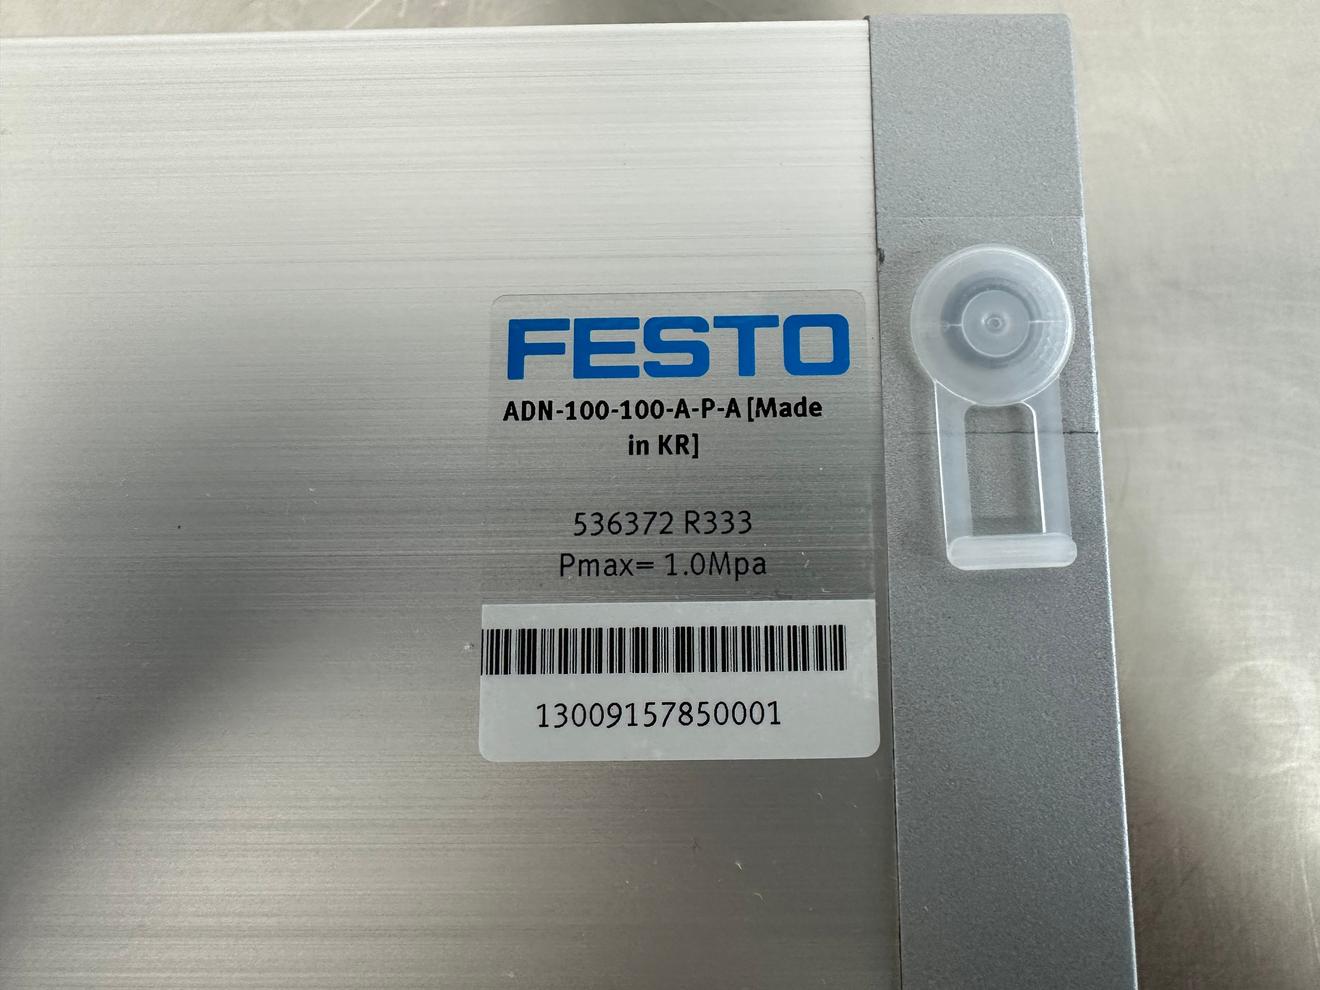 FESTO
ADN-100-100-A-P-A [Made
in KR]
536372 R333
Pmax= 1.0Mpa
13009157850001